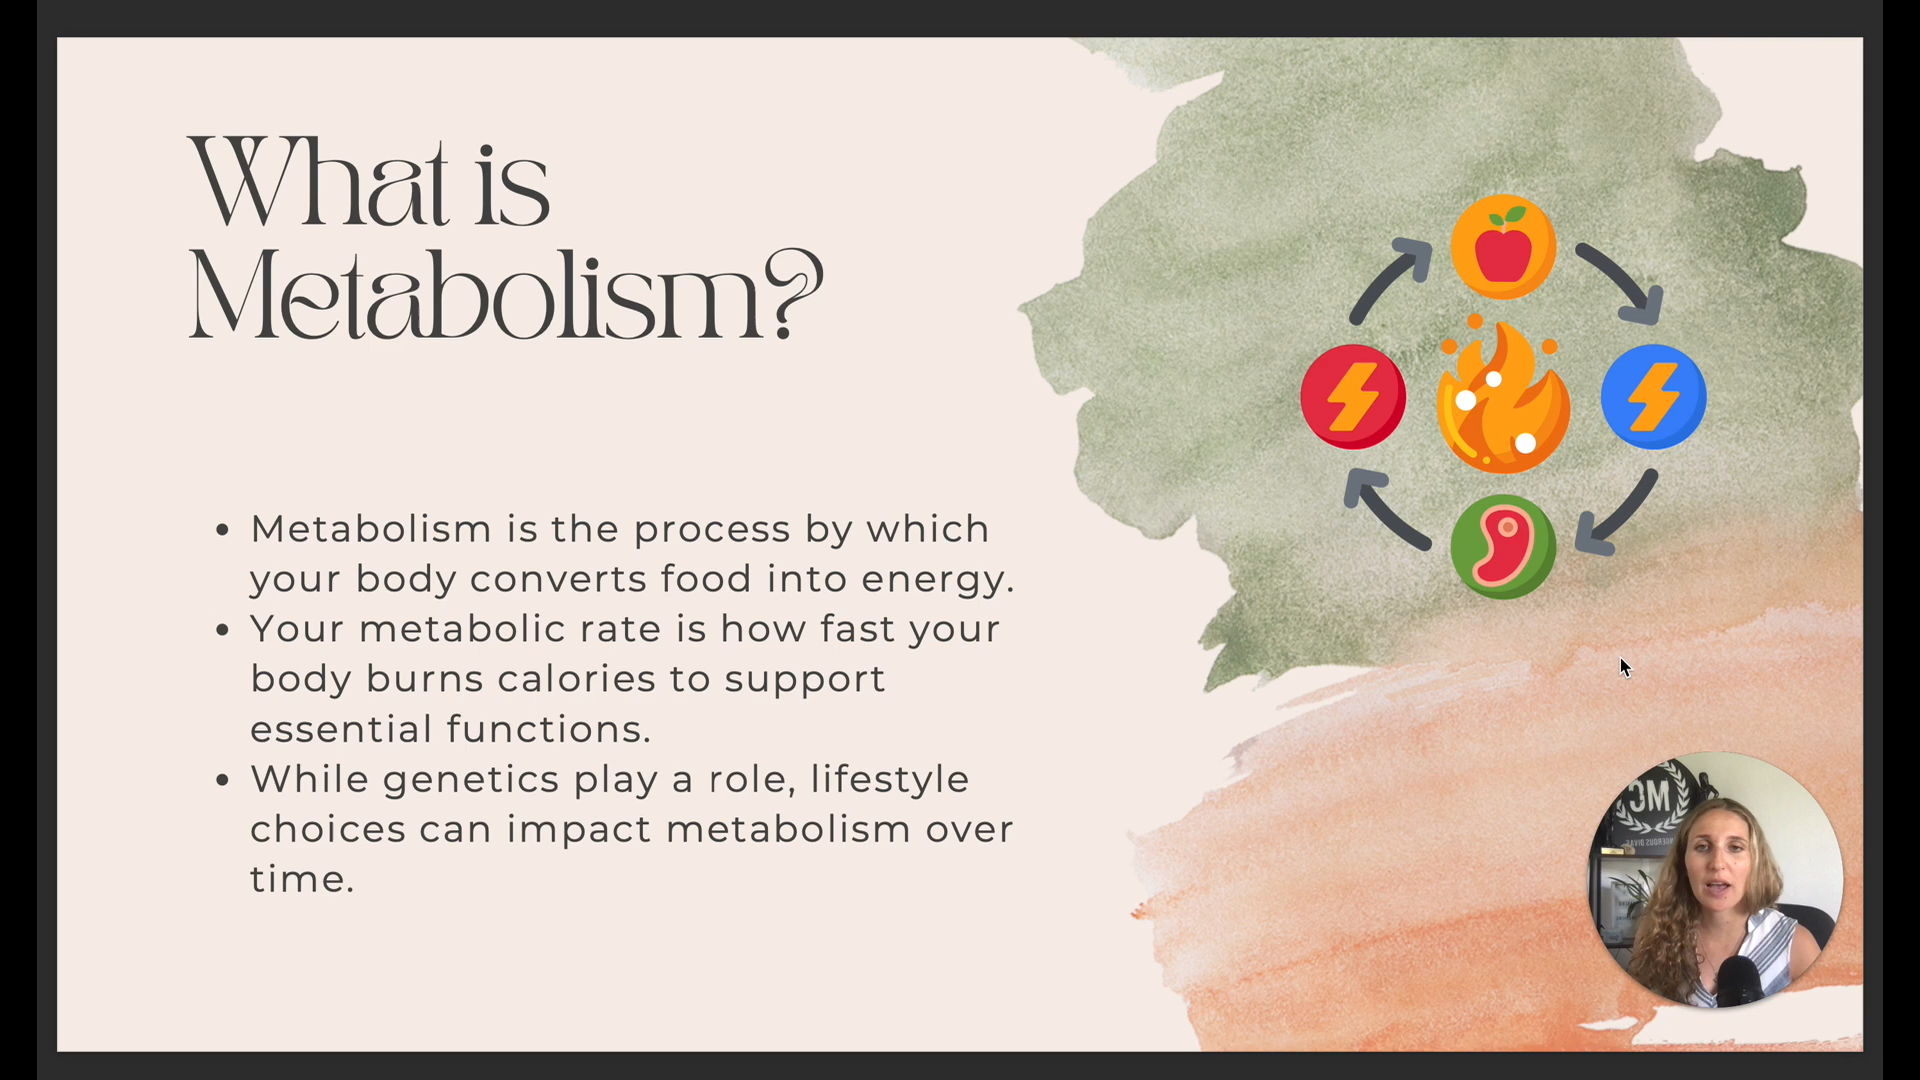 What is
Metabolism?
• Metabolism is the process by which
your body converts food into energy.
• Your metabolic rate is how fast your
body burns calories to support
essential functions.
• While genetics play a role, lifestyle
choices can impact metabolism over
time.